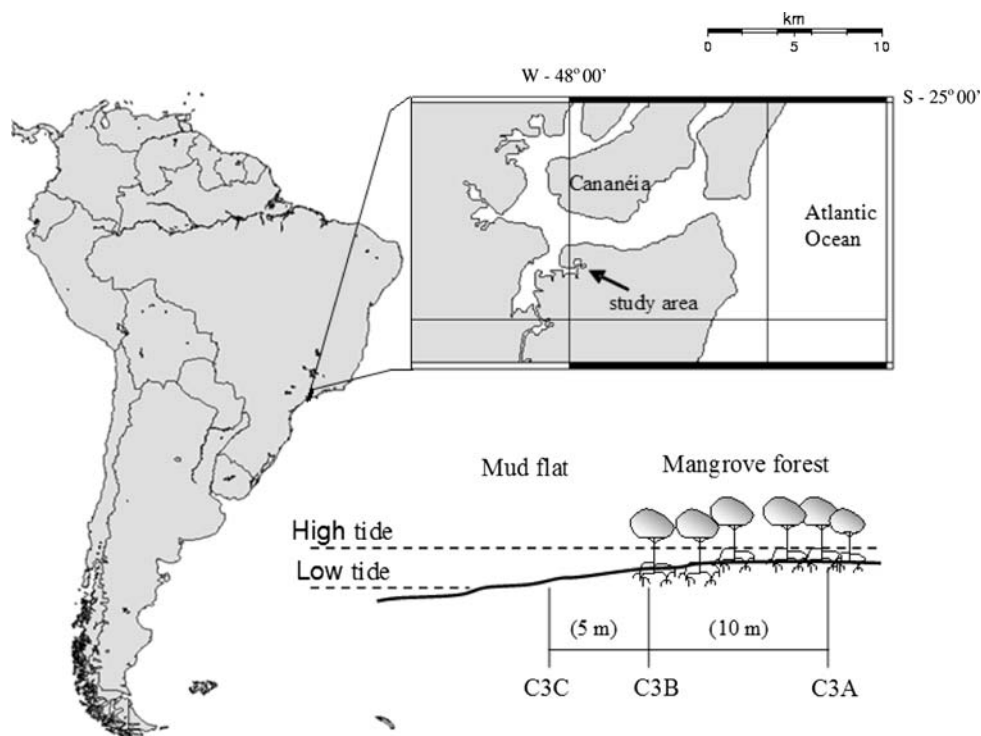 km
0 5 10
W - 48°00'
S - 25°00'
Cananéia
Atlantic
Ocean
study area
Mud flat
Mangrove forest
High tide
Low tide
(5 m)
(10 m)
C3C
C3B
C3A